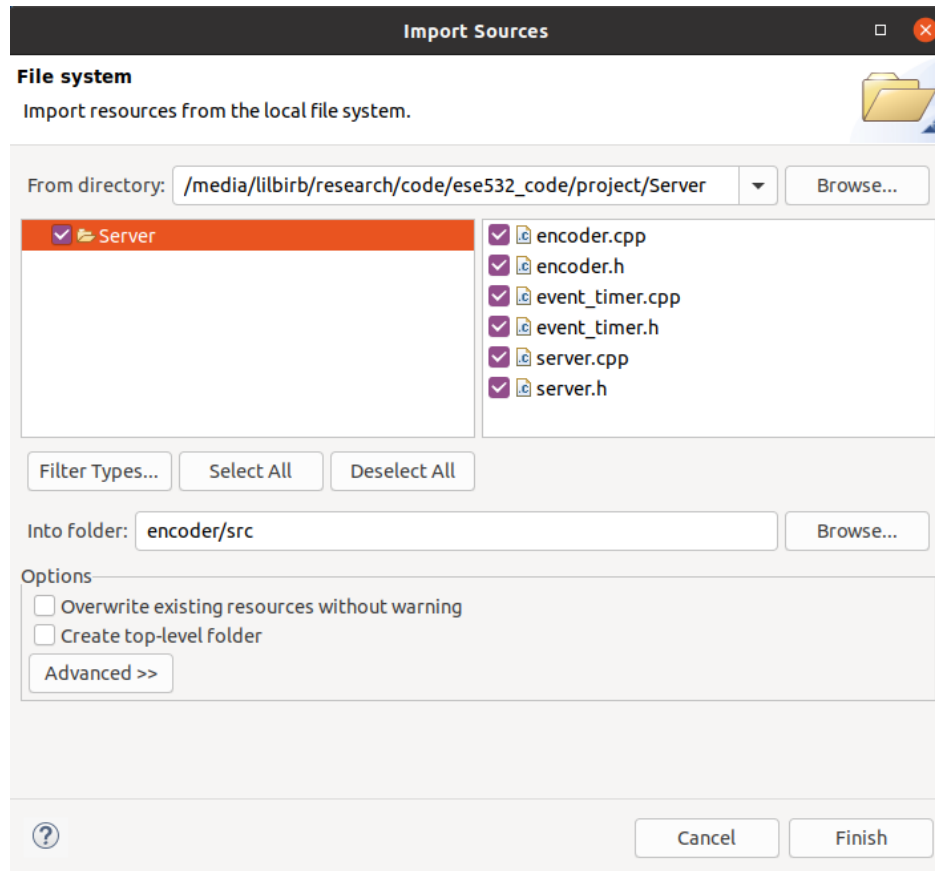 Import Sources
File system
Import resources from the local file system.
From directory: /media/lilbirb/research/code/ese532_code/project/Server Browse...
Server
encoder.cpp
encoder.h
event_timer.cpp
event_timer.h
server.cpp
server.h
Filter Types... Select All Deselect All
Into folder: encoder/src Browse...
Options
Overwrite existing resources without warning
Create top-level folder
Advanced >>
? Cancel Finish